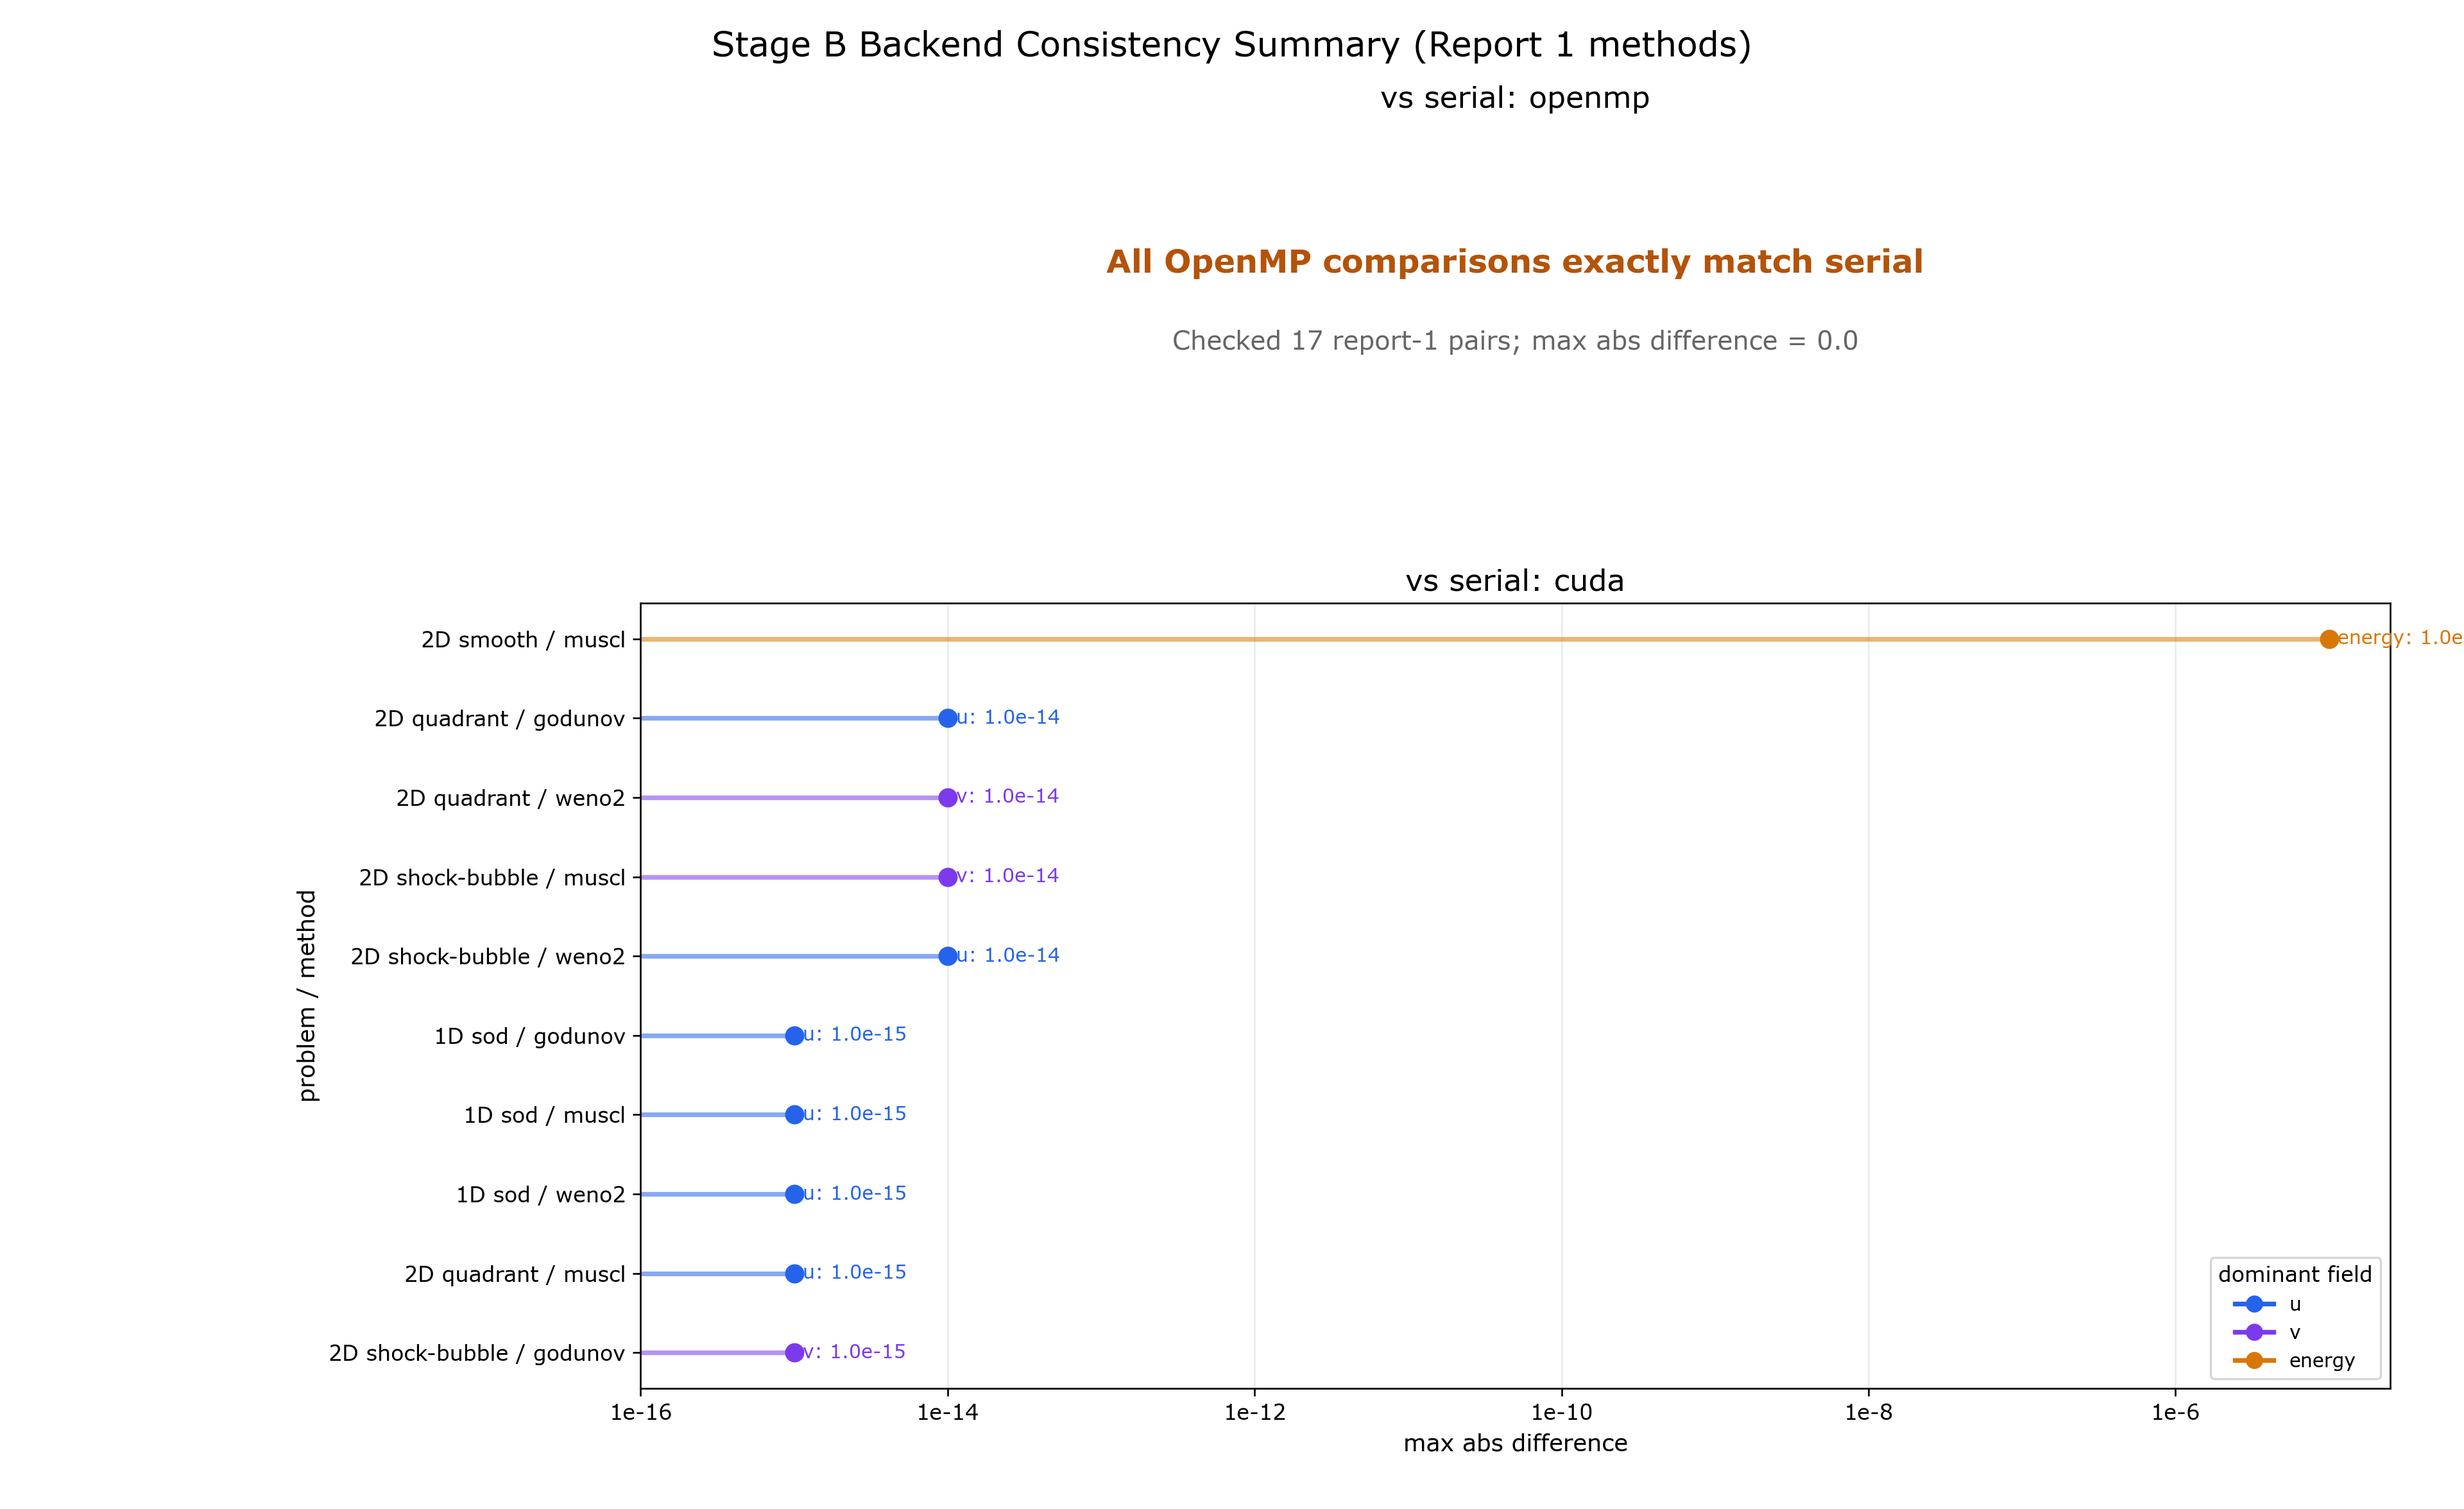 Stage B Backend Consistency Summary (Report 1 methods)
vs serial: openmp
All OpenMP comparisons exactly match serial
Checked 17 report-1 pairs; max abs difference = 0.0
vs serial: cuda
problem / method
2D smooth / muscl
energy: 1.0e
2D quadrant / godunov
u: 1.0e-14
2D quadrant / weno2
v: 1.0e-14
2D shock-bubble / muscl
v: 1.0e-14
2D shock-bubble / weno2
u: 1.0e-14
1D sod / godunov
u: 1.0e-15
1D sod / muscl
u: 1.0e-15
1D sod / weno2
u: 1.0e-15
2D quadrant / muscl
u: 1.0e-15
2D shock-bubble / godunov
v: 1.0e-15
dominant field
u
v
energy
1e-16
1e-14
1e-12
1e-10
1e-8
1e-6
max abs difference